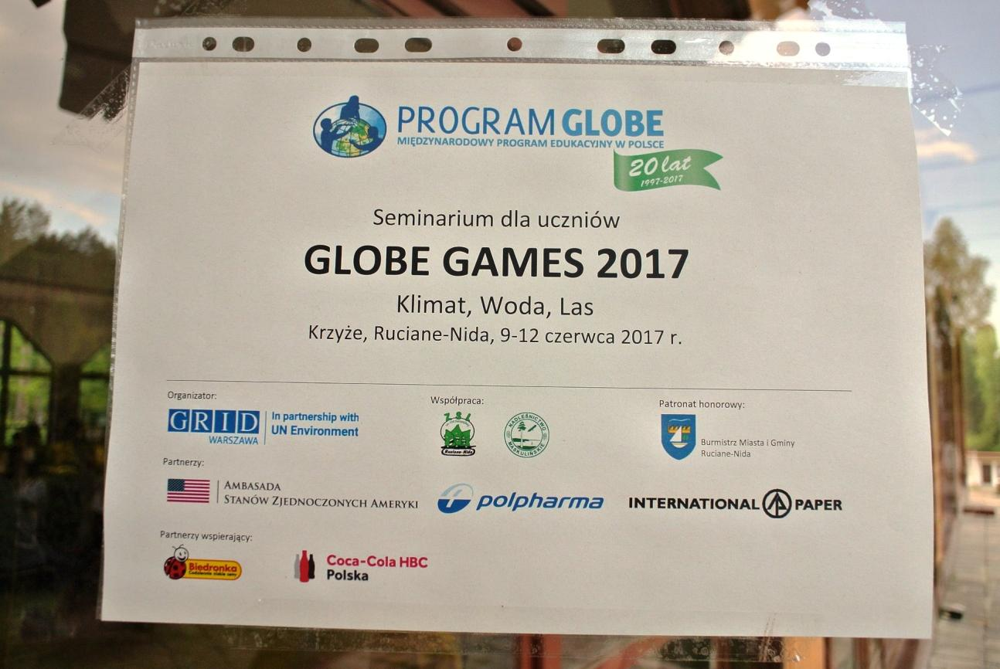 PROGRAM GLOBE
MIĘDZYNARODOWY PROGRAM EDUKACYJNY W POLSCE
20 lat
1997-2017
Seminarium dla uczniów
GLOBE GAMES 2017
Klimat, Woda, Las
Krzyże, Ruciane-Nida, 9-12 czerwca 2017 r.
Organizator:
GRID
WARSZAWA
In partnership with
UN Environment
Współpraca:
ZSL
Ruciane-Nida
NADLEŚNICTWO
MASKULIŃSKIE
Patronat honorowy:
Burmistrz Miasta i Gminy
Ruciane-Nida
Partnerzy:
AMBASADA
STANÓW ZJEDNOCZONYCH AMERYKI
polpharma
INTERNATIONAL PAPER
Partnerzy wspierający:
Biedronka
Codziennie niskie ceny
Coca-Cola HBC
Polska